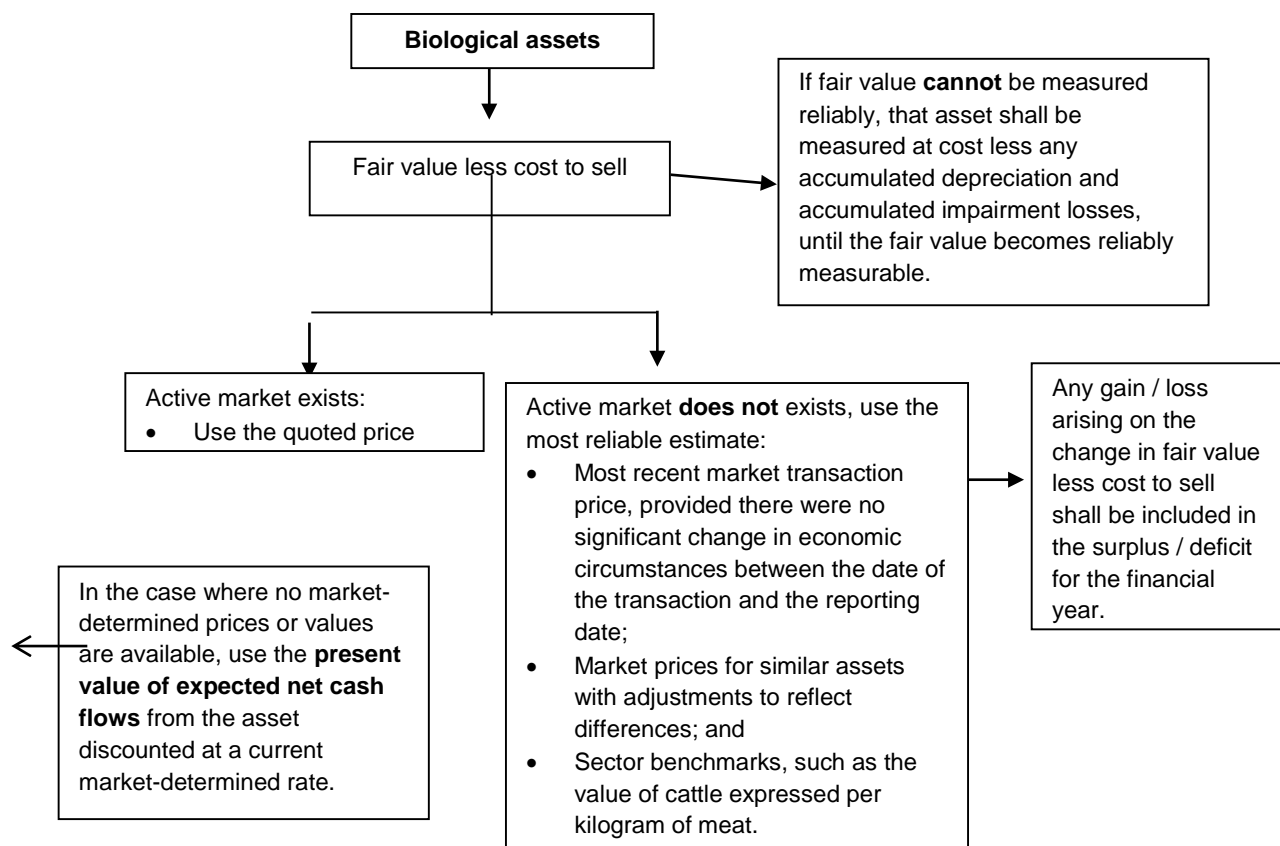 Biological assets
If fair value cannot be measured
reliably, that asset shall be
measured at cost less any
accumulated depreciation and
accumulated impairment losses,
until the fair value becomes reliably
measurable.
Fair value less cost to sell
Active market exists:
• Use the quoted price
Active market does not exists, use the
most reliable estimate:
• Most recent market transaction
price, provided there were no
significant change in economic
circumstances between the date of
the transaction and the reporting
date;
• Market prices for similar assets
with adjustments to reflect
differences; and
• Sector benchmarks, such as the
value of cattle expressed per
kilogram of meat.
Any gain / loss
arising on the
change in fair value
less cost to sell
shall be included in
the surplus / deficit
for the financial
year.
In the case where no market-
determined prices or values
are available, use the present
value of expected net cash
flows from the asset
discounted at a current
market-determined rate.